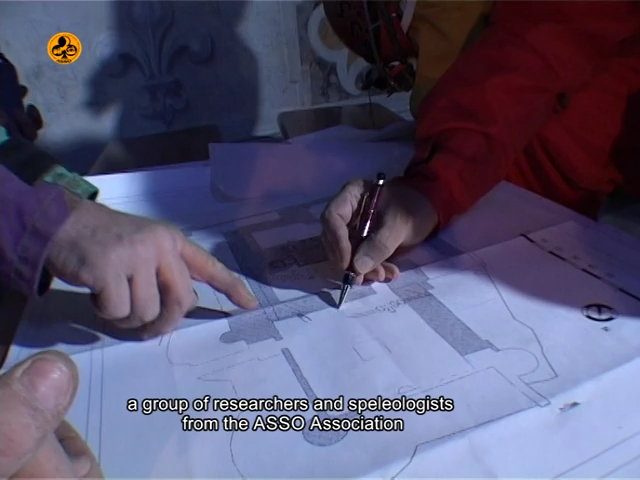 a group of researchers and speleologists
from the ASSO Association